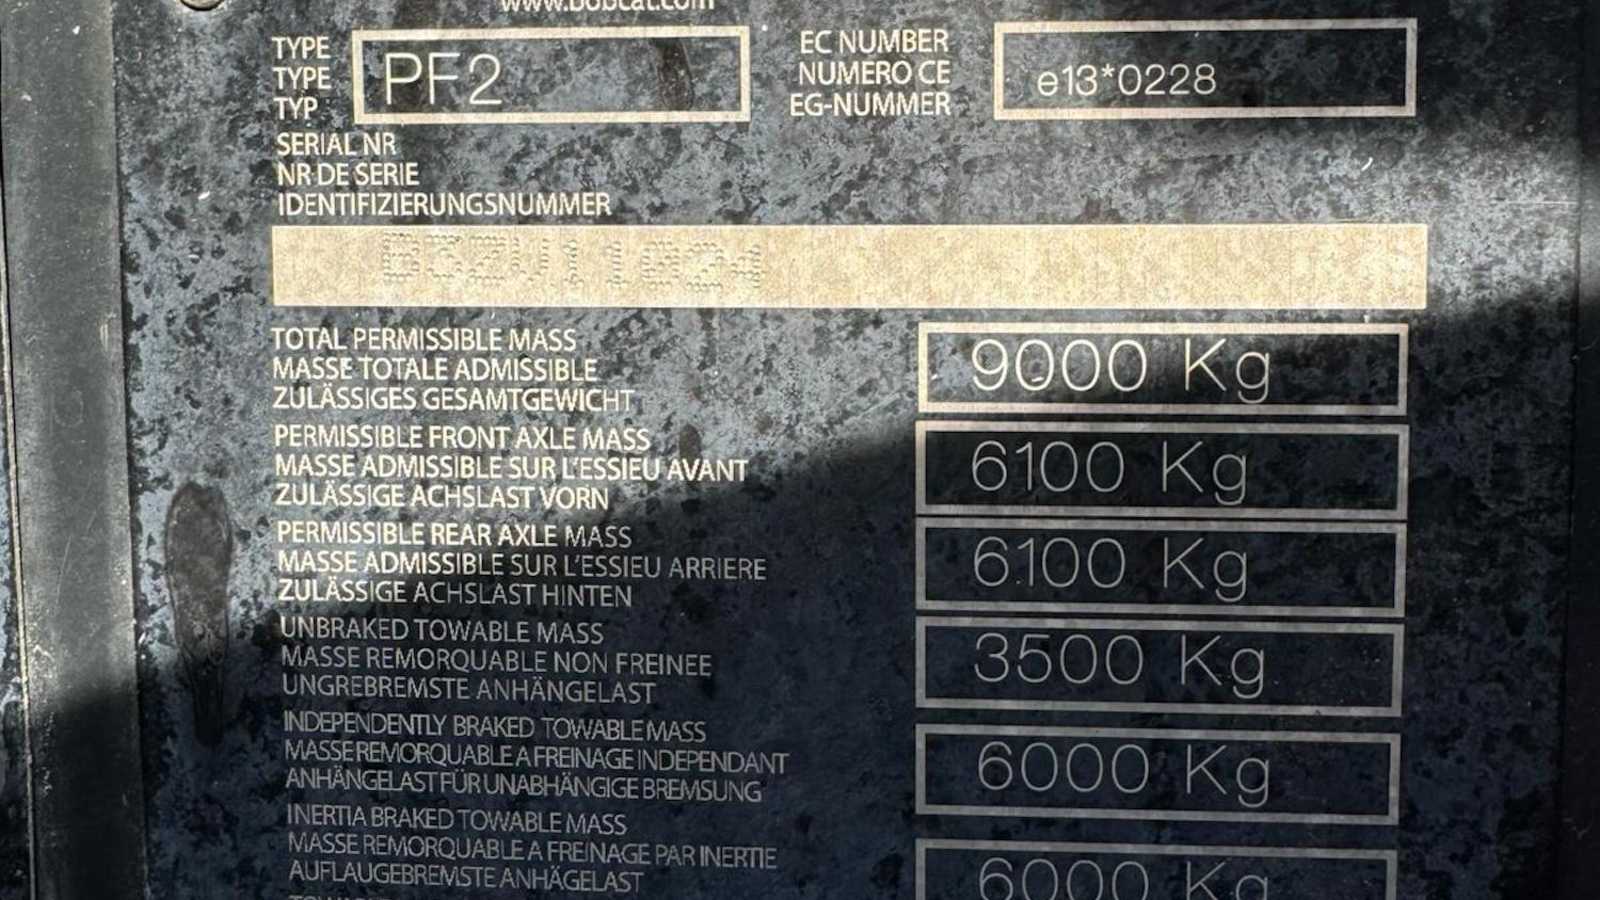 www.bobcat.com
TYPE
TYPE
TYP
PF2
EC NUMBER
NUMERO CE
EG-NUMMER
e13*0228
SERIAL NR
NR DE SERIE
IDENTIFIZIERUNGSNUMMER
B3ZV11024
TOTAL PERMISSIBLE MASS
MASSE TOTALE ADMISSIBLE
ZULÄSSIGES GESAMTGEWICHT
9000 Kg
PERMISSIBLE FRONT AXLE MASS
MASSE ADMISSIBLE SUR L'ESSIEU AVANT
ZULÄSSIGE ACHSLAST VORN
6100 Kg
PERMISSIBLE REAR AXLE MASS
MASSE ADMISSIBLE SUR L'ESSIEU ARRIERE
ZULÄSSIGE ACHSLAST HINTEN
6100 Kg
UNBRAKED TOWABLE MASS
MASSE REMORQUABLE NON FREINEE
UNGREBREMSTE ANHÄNGELAST
3500 Kg
INDEPENDENTLY BRAKED TOWABLE MASS
MASSE REMORQUABLE A FREINAGE INDEPENDANT
ANHÄNGELAST FÜR UNABHÄNGIGE BREMSUNG
6000 Kg
INERTIA BRAKED TOWABLE MASS
MASSE REMORQUABLE A FREINAGE PAR INERTIE
AUFLAUGEBREMSTE ANHÄGELAST
6000 Kg